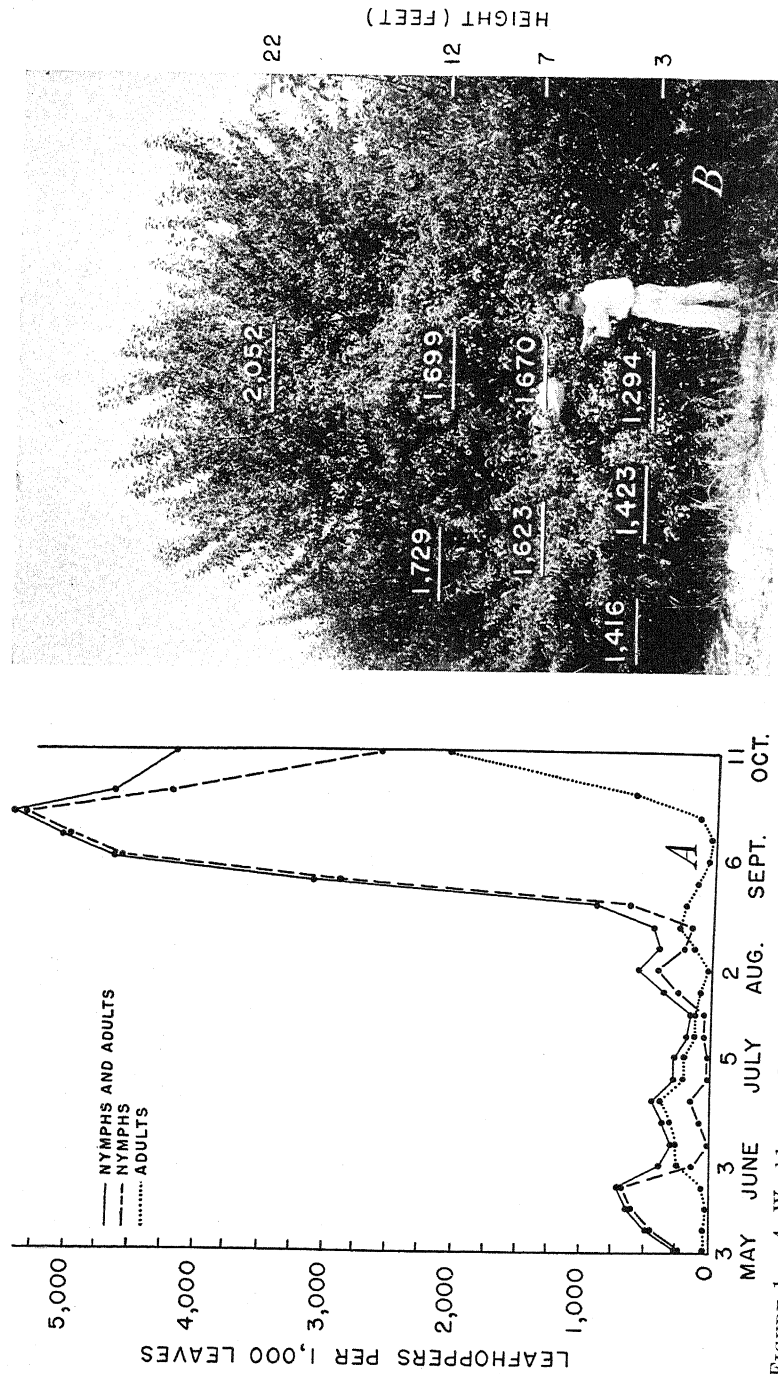 LEAFHOPPERS PER 1,000 LEAVES
5,000
4,000
3,000
2,000
1,000
0
NYMPHS AND ADULTS
NYMPHS
ADULTS
A
3 3 5 2 6 11
MAY JUNE JULY AUG. SEPT. OCT.
2,052
1,729 1,699
1,623 1,670
1,416 1,423 1,294
B
22
12
7
3
HEIGHT (FEET)
FIGURE 1.